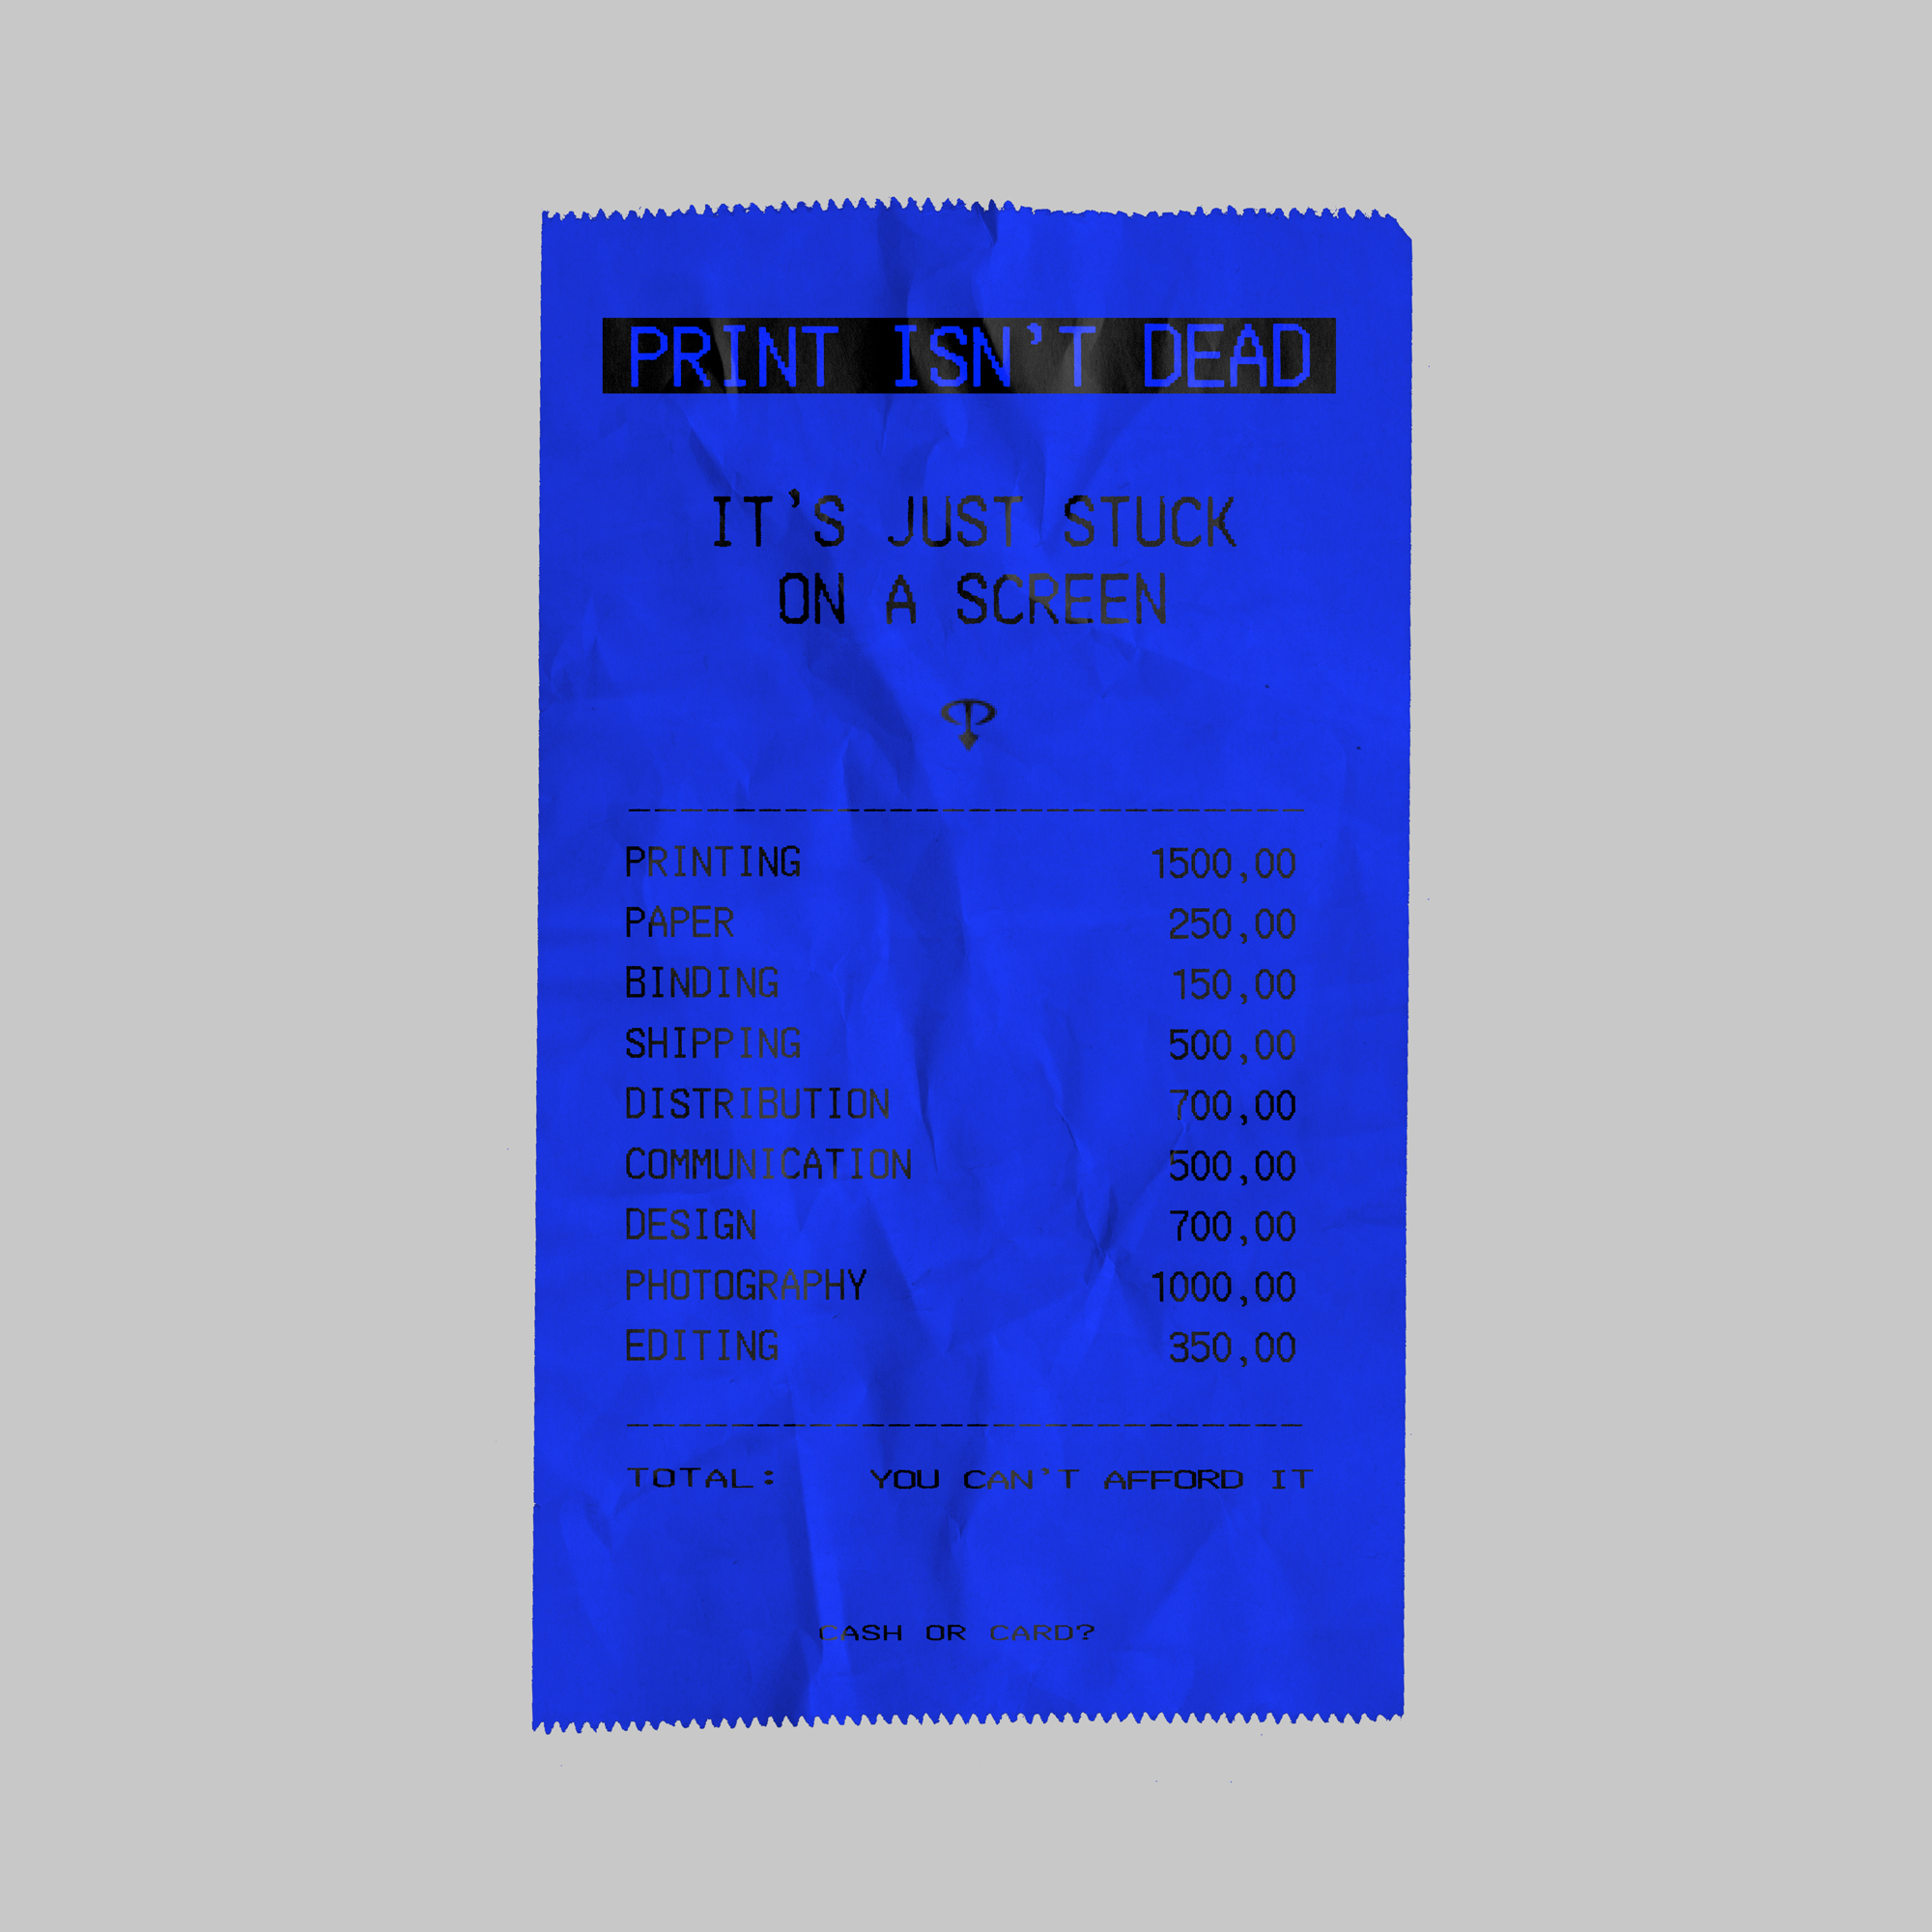 PRINT ISN'T DEAD
IT'S JUST STUCK
ON A SCREEN
PRINTING 1500,00
PAPER 250,00
BINDING 150,00
SHIPPING 500,00
DISTRIBUTION 700,00
COMMUNICATION 500,00
DESIGN 700,00
PHOTOGRAPHY 1000,00
EDITING 350,00
TOTAL: YOU CAN'T AFFORD IT
CASH OR CARD?